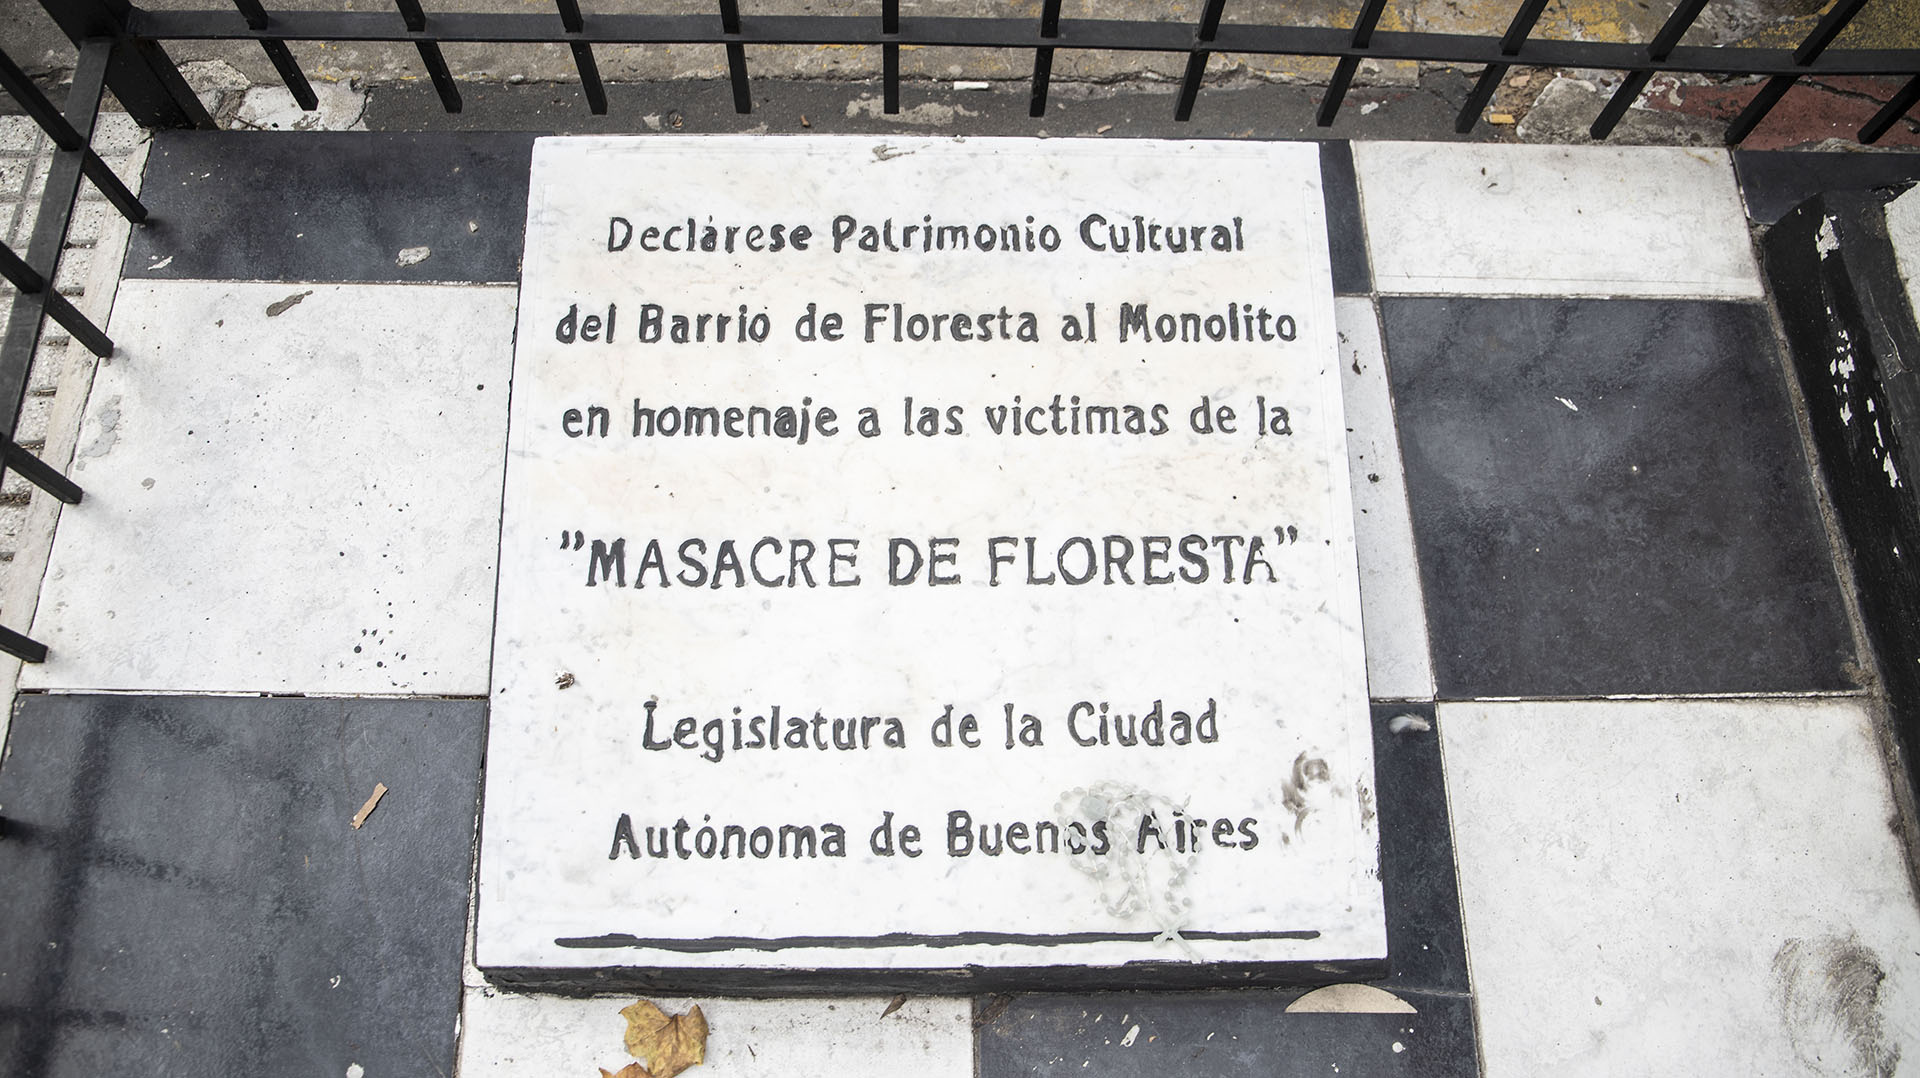 Declárese Patrimonio Cultural
del Barrio de Floresta al Monolito
en homenaje a las victimas de la
"MASACRE DE FLORESTA"
Legislatura de la Ciudad
Autónoma de Buenos Aires